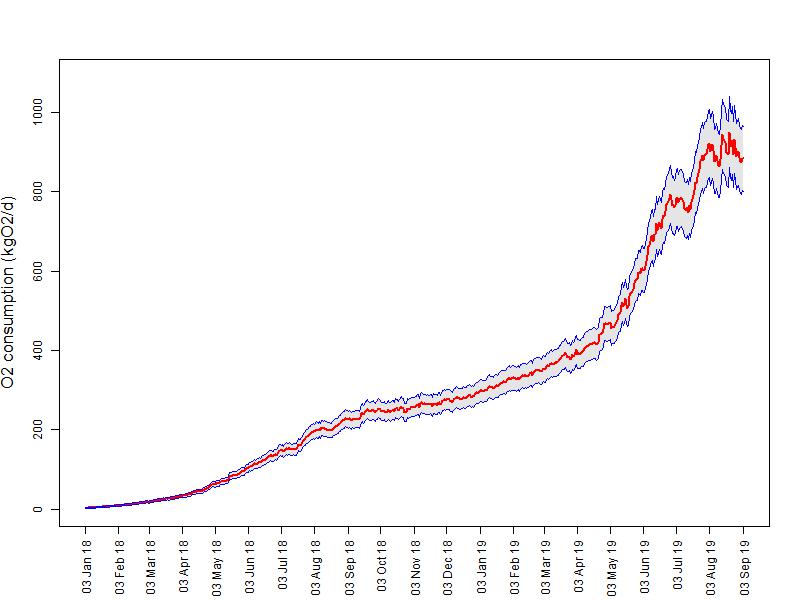 O2 consumption (kgO2/d)
1000
800
600
400
200
0
03 Jan 18
03 Feb 18
03 Mar 18
03 Apr 18
03 May 18
03 Jun 18
03 Jul 18
03 Aug 18
03 Sep 18
03 Oct 18
03 Nov 18
03 Dec 18
03 Jan 19
03 Feb 19
03 Mar 19
03 Apr 19
03 May 19
03 Jun 19
03 Jul 19
03 Aug 19
03 Sep 19